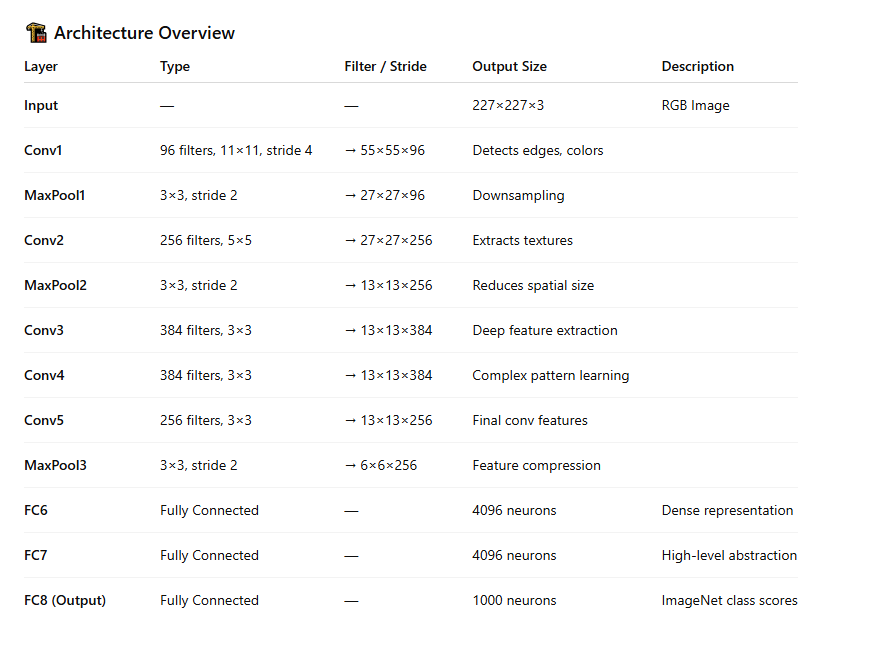 🏗️ Architecture Overview
Layer Type Filter / Stride Output Size Description
Input — — 227×227×3 RGB Image
Conv1 96 filters, 11×11, stride 4 → 55×55×96 Detects edges, colors
MaxPool1 3×3, stride 2 → 27×27×96 Downsampling
Conv2 256 filters, 5×5 → 27×27×256 Extracts textures
MaxPool2 3×3, stride 2 → 13×13×256 Reduces spatial size
Conv3 384 filters, 3×3 → 13×13×384 Deep feature extraction
Conv4 384 filters, 3×3 → 13×13×384 Complex pattern learning
Conv5 256 filters, 3×3 → 13×13×256 Final conv features
MaxPool3 3×3, stride 2 → 6×6×256 Feature compression
FC6 Fully Connected — 4096 neurons Dense representation
FC7 Fully Connected — 4096 neurons High-level abstraction
FC8 (Output) Fully Connected — 1000 neurons ImageNet class scores